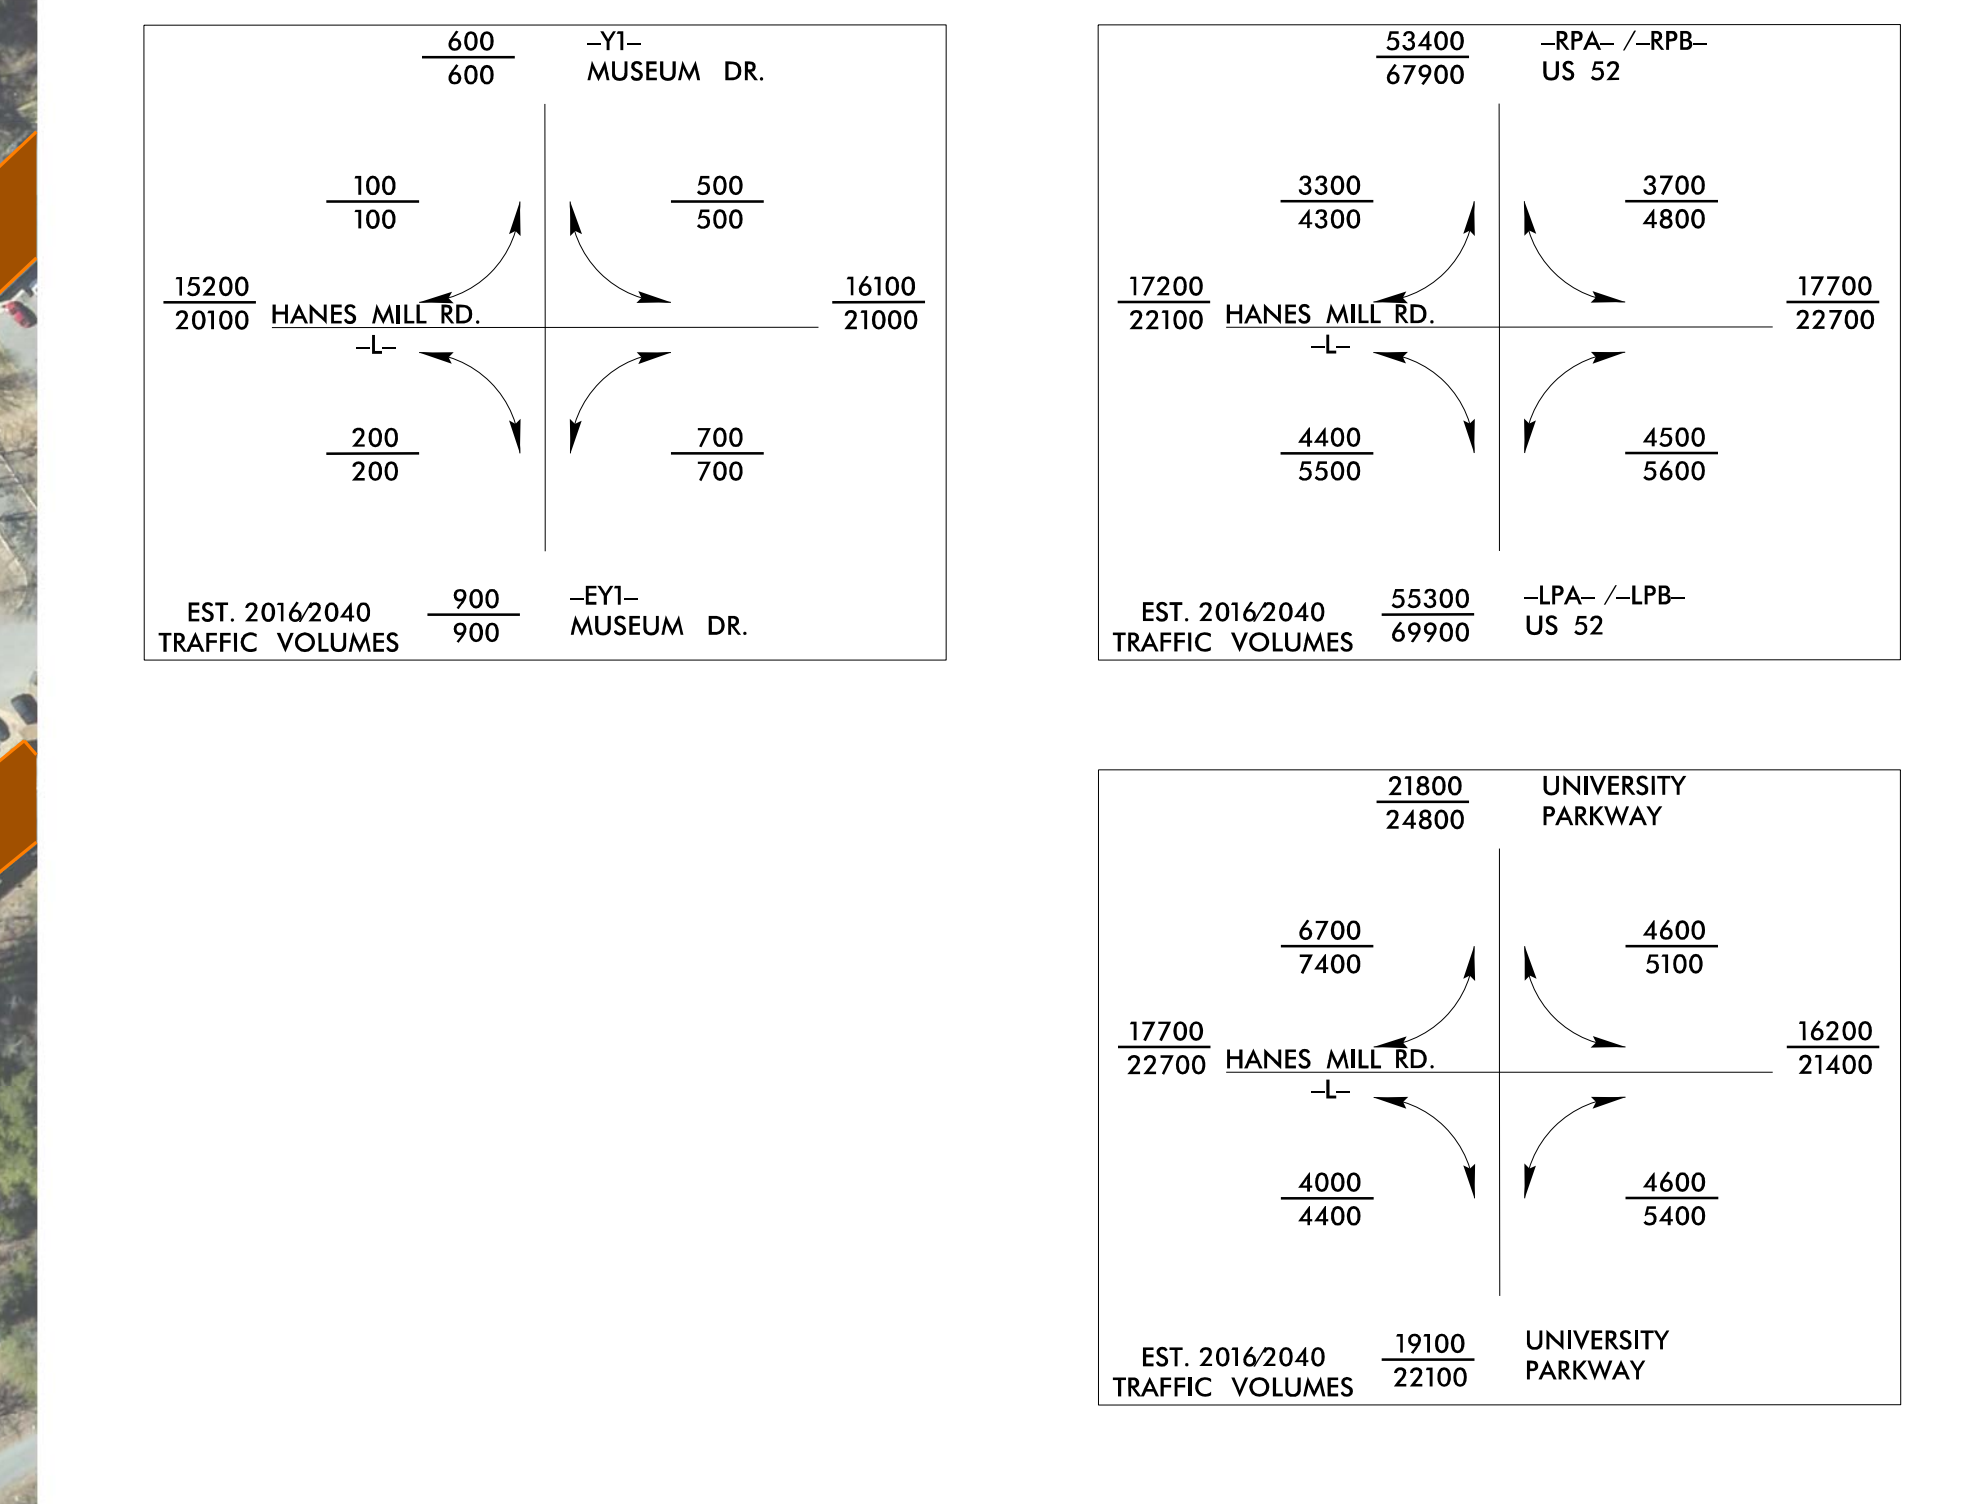 600
600
–Y1–
MUSEUM DR.
100
100
500
500
15200
20100
HANES MILL RD.
–L–
16100
21000
200
200
700
700
EST. 2016/2040
TRAFFIC VOLUMES
900
900
–EY1–
MUSEUM DR.
53400
67900
–RPA– /–RPB–
US 52
3300
4300
3700
4800
17200
22100
HANES MILL RD.
–L–
17700
22700
4400
5500
4500
5600
EST. 2016/2040
TRAFFIC VOLUMES
55300
69900
–LPA– /–LPB–
US 52
21800
24800
UNIVERSITY
PARKWAY
6700
7400
4600
5100
17700
22700
HANES MILL RD.
–L–
16200
21400
4000
4400
4600
5400
EST. 2016/2040
TRAFFIC VOLUMES
19100
22100
UNIVERSITY
PARKWAY